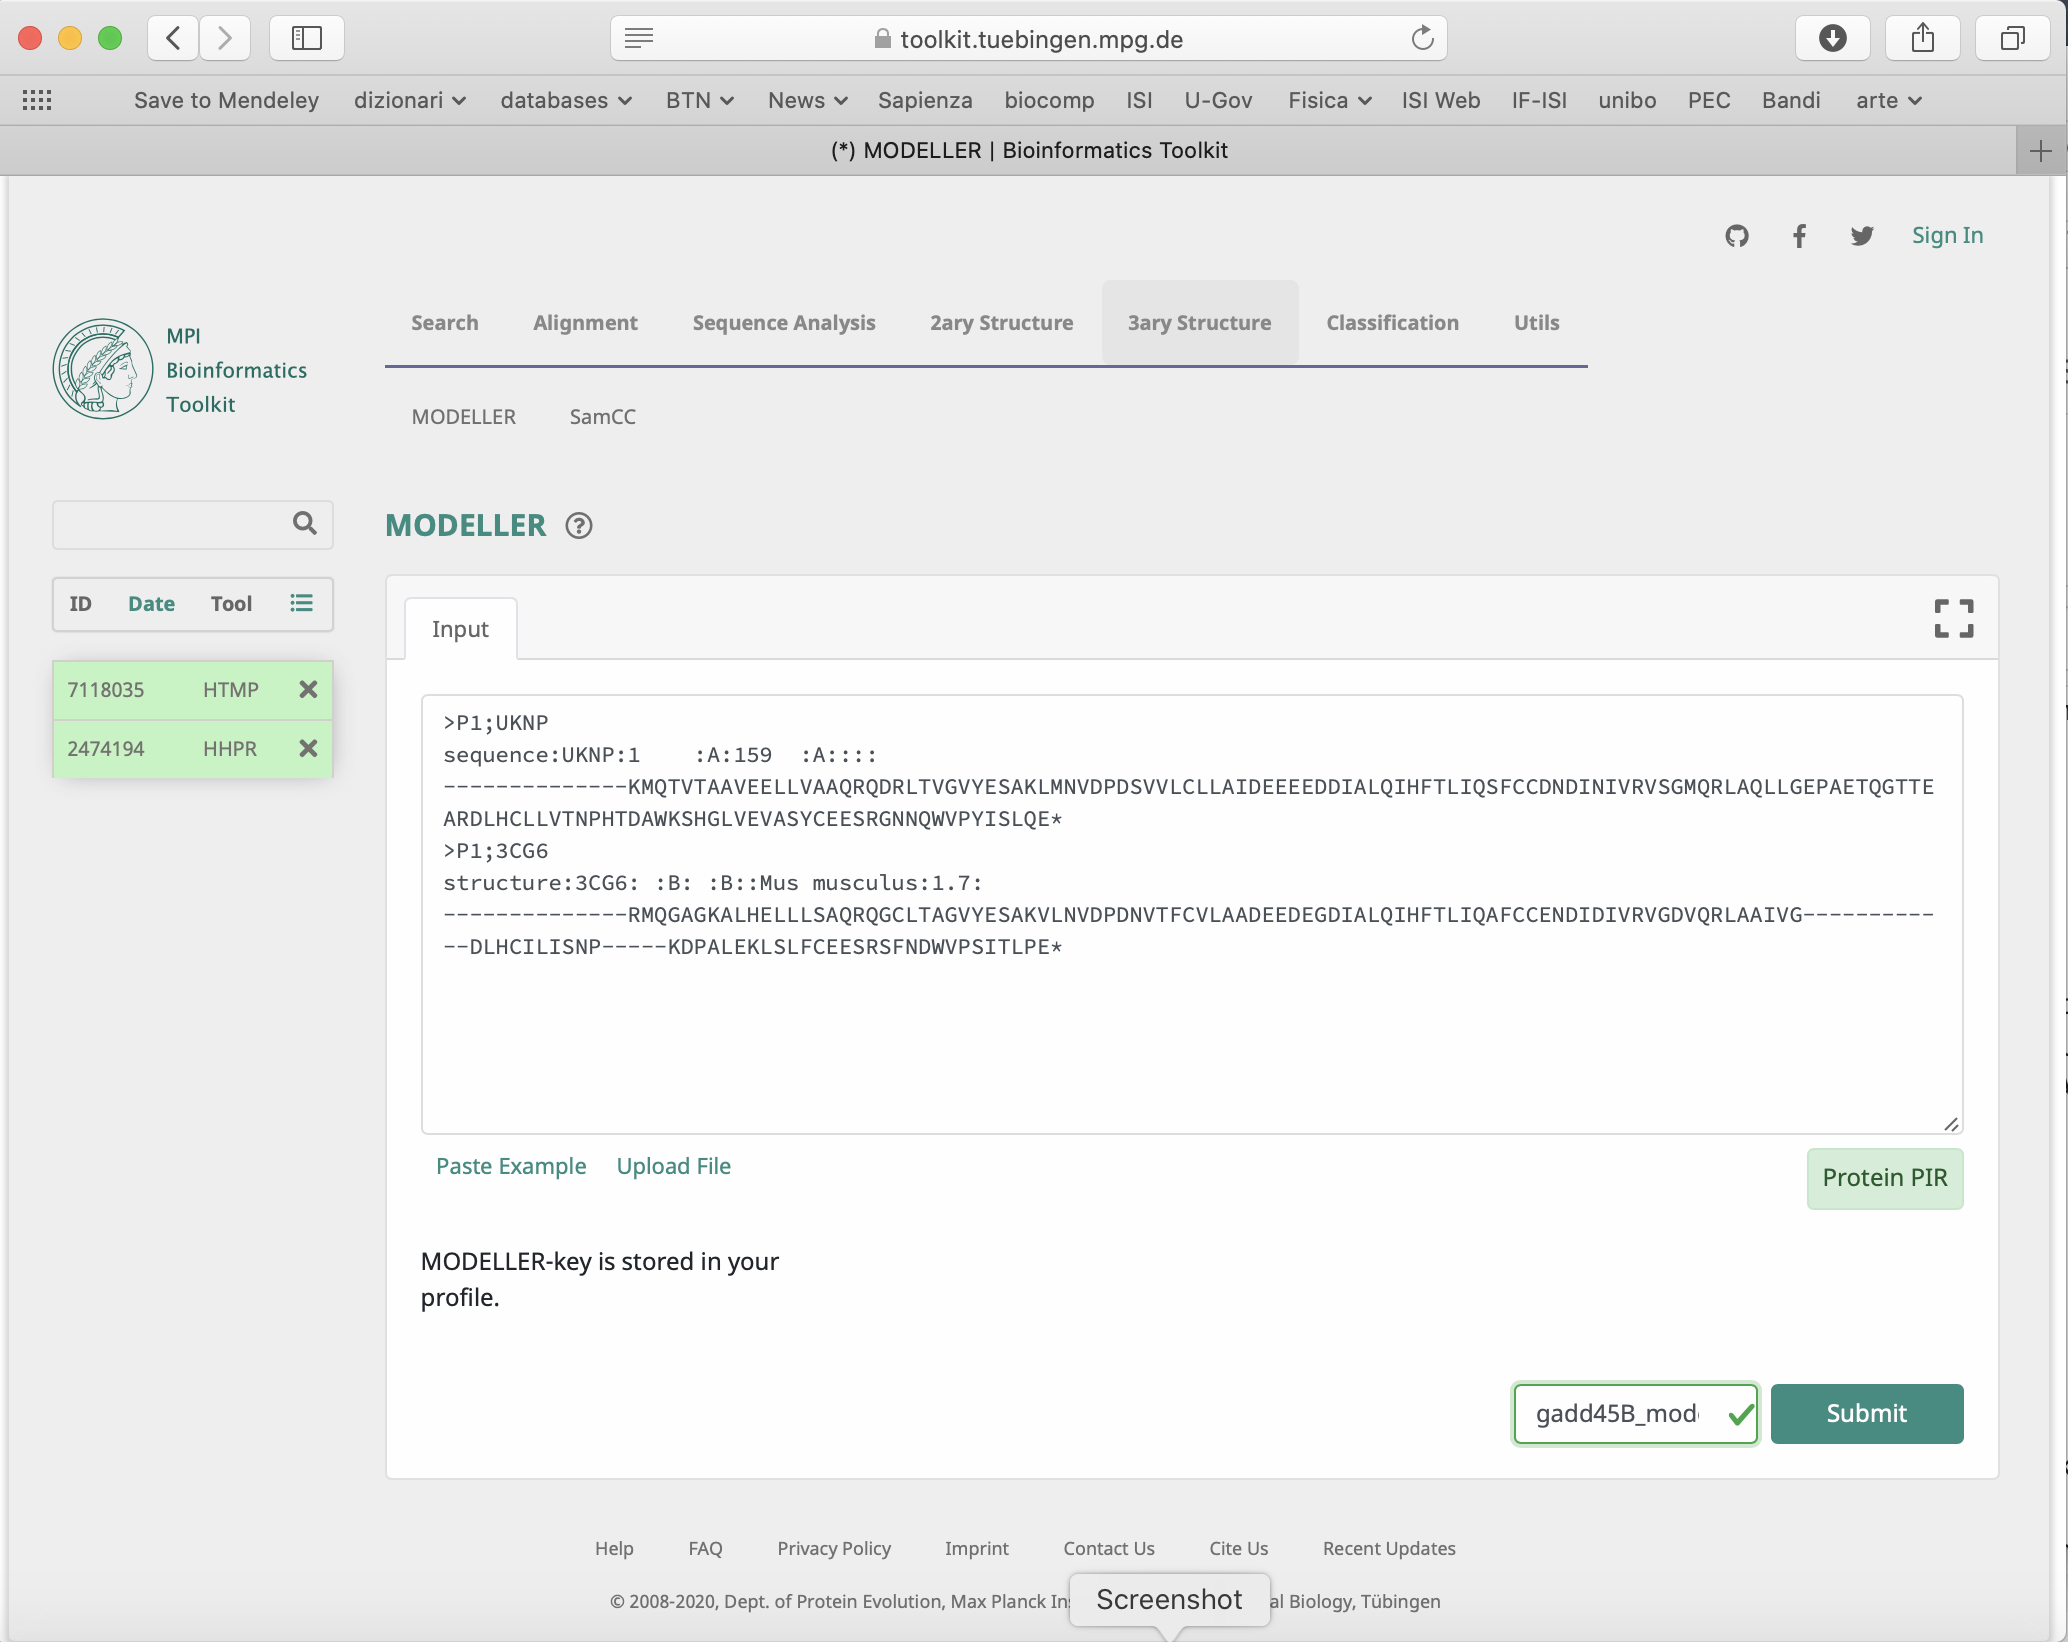 toolkit.tuebingen.mpg.de
Save to Mendeley dizionari databases BTN News Sapienza biocomp ISI U-Gov Fisica ISI Web IF-ISI unibo PEC Bandi arte
(*) MODELLER | Bioinformatics Toolkit
Sign In
MPI
Bioinformatics
Toolkit
Search Alignment Sequence Analysis 2ary Structure 3ary Structure Classification Utils
MODELLER SamCC
MODELLER
ID Date Tool
7118035 HTMP
2474194 HHPR
Input
>P1;UKNP
sequence:UKNP:1    :A:159  :A::::
--------------KMQTVTAAVEELLVAAQRQDRLTVGVYESAKLMNVDPDSVVLCLLAIDEEEEDDIALQIHFTLIQSFCCDNDINIVRVSGMQRLAQLLGEPAETQGTTE
ARDLHCLLVTNPHTDAWKSHGLVEVASYCEESRGNNQWVPYISLQE*
>P1;3CG6
structure:3CG6: :B: :B::Mus musculus:1.7:
--------------RMQGAGKALHELLLSAQRQGCLTAGVYESAKVLNVDPDNVTFCVLAADEEDEGDIALQIHFTLIQAFCCENDIDIVRVGDVQRLAAIVG----------
--DLHCILISNP-----KDPALEKLSLFCEESRSFNDWVPSITLPE*
Paste Example Upload File
Protein PIR
MODELLER-key is stored in your
profile.
gadd45B_mod
Submit
Help FAQ Privacy Policy Imprint Contact Us Cite Us Recent Updates
© 2008-2020, Dept. of Protein Evolution, Max Planck Ins al Biology, Tübingen
Screenshot